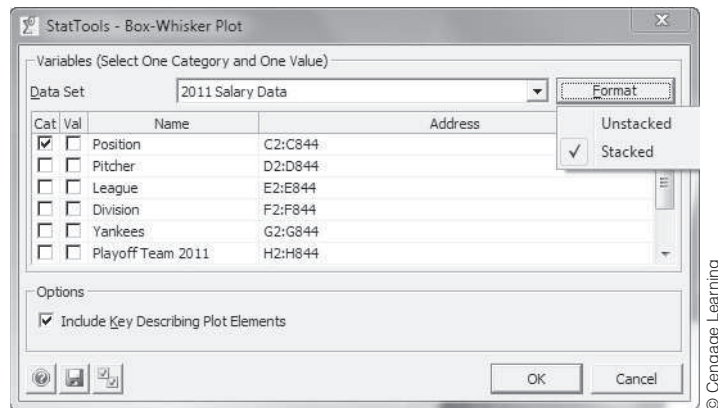 StatTools - Box-Whisker Plot
Variables (Select One Category and One Value)
Data Set 2011 Salary Data Format
Unstacked
Stacked
Cat Val Name Address
Position C2:C844
Pitcher D2:D844
League E2:E844
Division F2:F844
Yankees G2:G844
Playoff Team 2011 H2:H844
Options
Include Key Describing Plot Elements
OK Cancel
© Cengage Learning